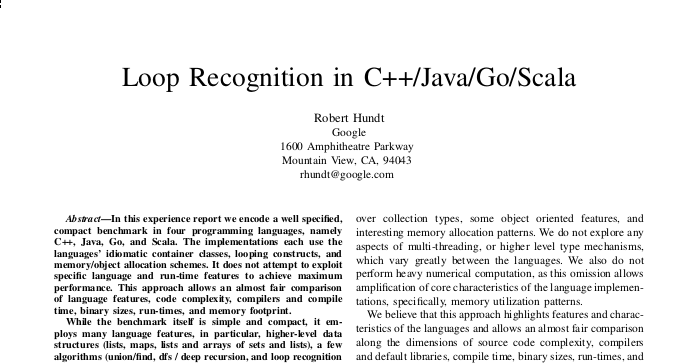 Loop Recognition in C++/Java/Go/Scala
Robert Hundt
Google
1600 Amphitheatre Parkway
Mountain View, CA, 94043
rhundt@google.com
Abstract—In this experience report we encode a well specified,
compact benchmark in four programming languages, namely
C++, Java, Go, and Scala. The implementations each use the
languages' idiomatic container classes, looping constructs, and
memory/object allocation schemes. It does not attempt to exploit
specific language and run-time features to achieve maximum
performance. This approach allows an almost fair comparison
of language features, code complexity, compilers and compile
time, binary sizes, run-times, and memory footprint.
While the benchmark itself is simple and compact, it em-
ploys many language features, in particular, higher-level data
structures (lists, maps, lists and arrays of sets and lists), a few
algorithms (union/find, dfs / deep recursion, and loop recognition
over collection types, some object oriented features, and
interesting memory allocation patterns. We do not explore any
aspects of multi-threading, or higher level type mechanisms,
which vary greatly between the languages. We also do not
perform heavy numerical computation, as this omission allows
amplification of core characteristics of the language implemen-
tations, specifically, memory utilization patterns.
We believe that this approach highlights features and charac-
teristics of the languages and allows an almost fair comparison
along the dimensions of source code complexity, compilers
and default libraries, compile time, binary sizes, run-times, and